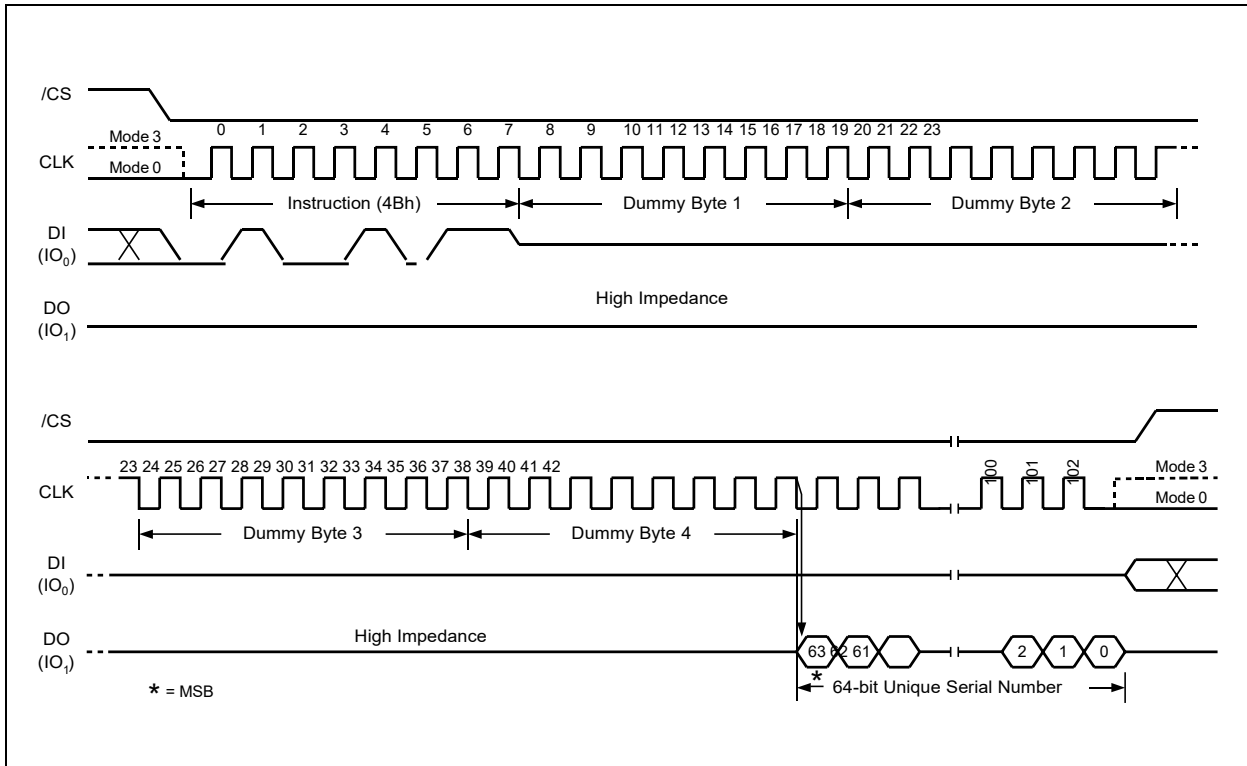 /CS
0 1 2 3 4 5 6 7 8 9 10 11 12 13 14 15 16 17 18 19 20 21 22 23
Mode 3
CLK
Mode 0
Instruction (4Bh)
Dummy Byte 1
Dummy Byte 2
DI
(IO0)
High Impedance
DO
(IO1)
/CS
23 24 25 26 27 28 29 30 31 32 33 34 35 36 37 38 39 40 41 42
100
101
102
Mode 3
CLK
Mode 0
Dummy Byte 3
Dummy Byte 4
DI
(IO0)
High Impedance
DO
(IO1)
63 62 61
2 1 0
* = MSB
* 64-bit Unique Serial Number